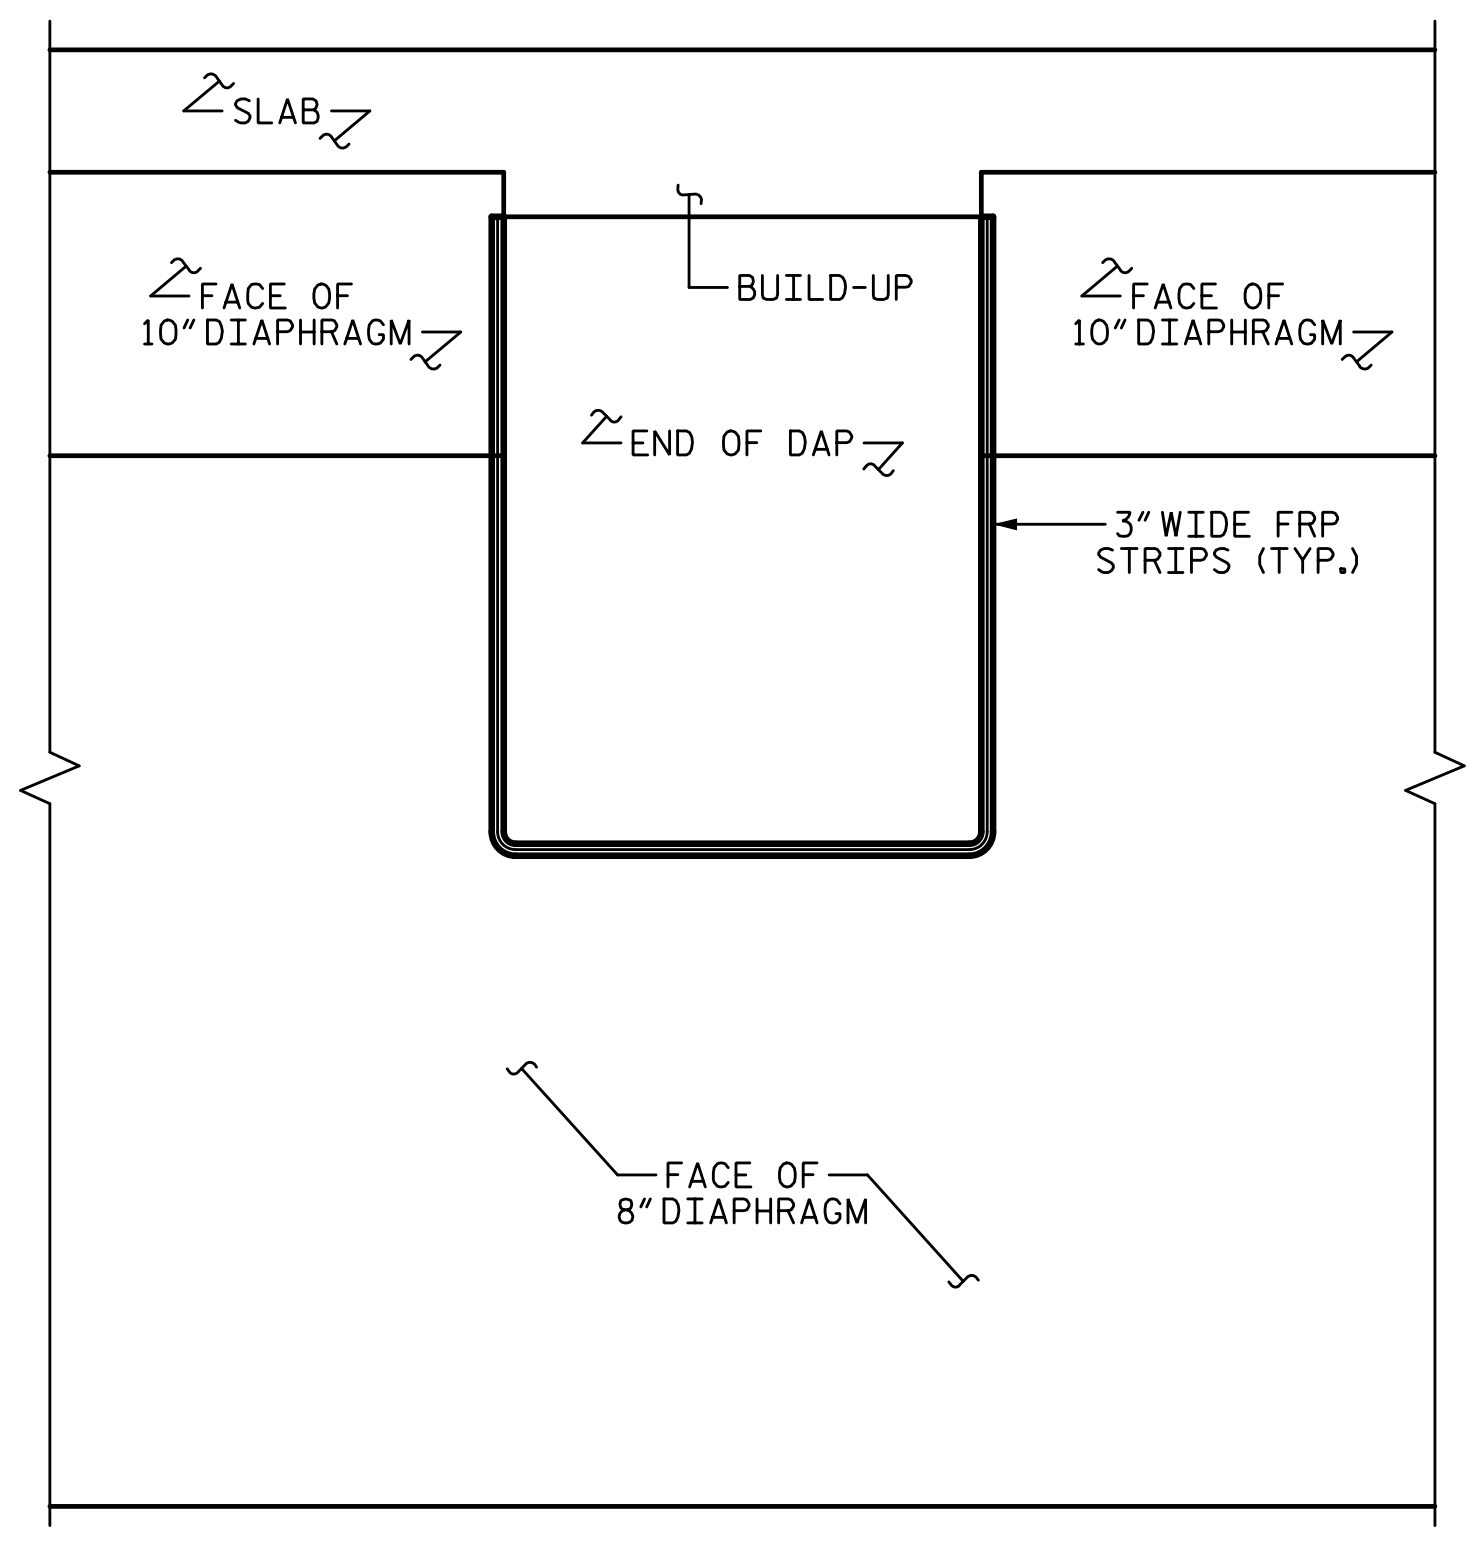 SLAB
FACE OF
10" DIAPHRAGM
BUILD-UP
FACE OF
10" DIAPHRAGM
END OF DAP
3" WIDE FRP
STRIPS (TYP.)
FACE OF
8" DIAPHRAGM